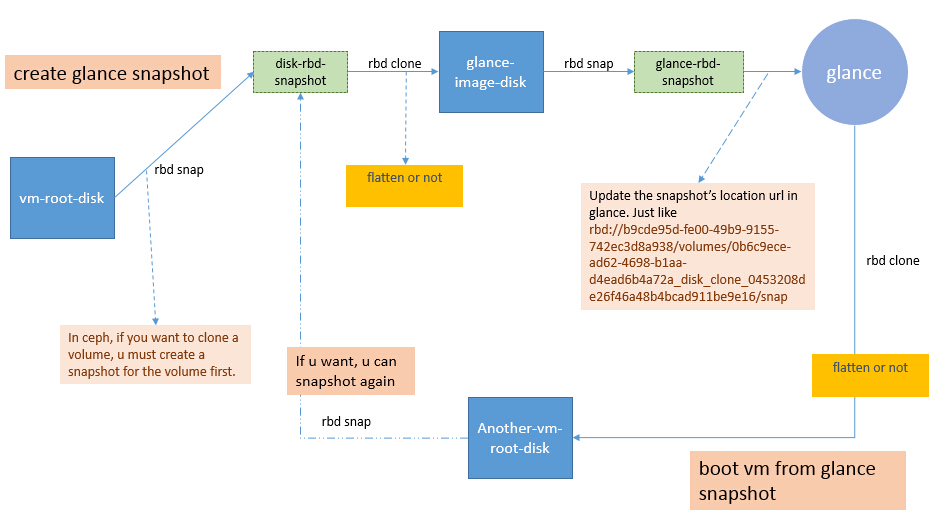 create glance snapshot
disk-rbd-
snapshot
rbd clone
glance-
image-disk
rbd snap
glance-rbd-
snapshot
glance
rbd snap
vm-root-disk
flatten or not
Update the snapshot's location url in
glance. Just like
rbd://b9cde95d-fe00-49b9-9155-
742ec3d8a938/volumes/0b6c9ece-
ad62-4698-b1aa-
d4ead6b4a72a_disk_clone_0453208d
e26f46a48b4bcad911be9e16/snap
rbd clone
In ceph, if you want to clone a
volume, u must create a
snapshot for the volume first.
If u want, u can
snapshot again
flatten or not
rbd snap
Another-vm-
root-disk
boot vm from glance
snapshot